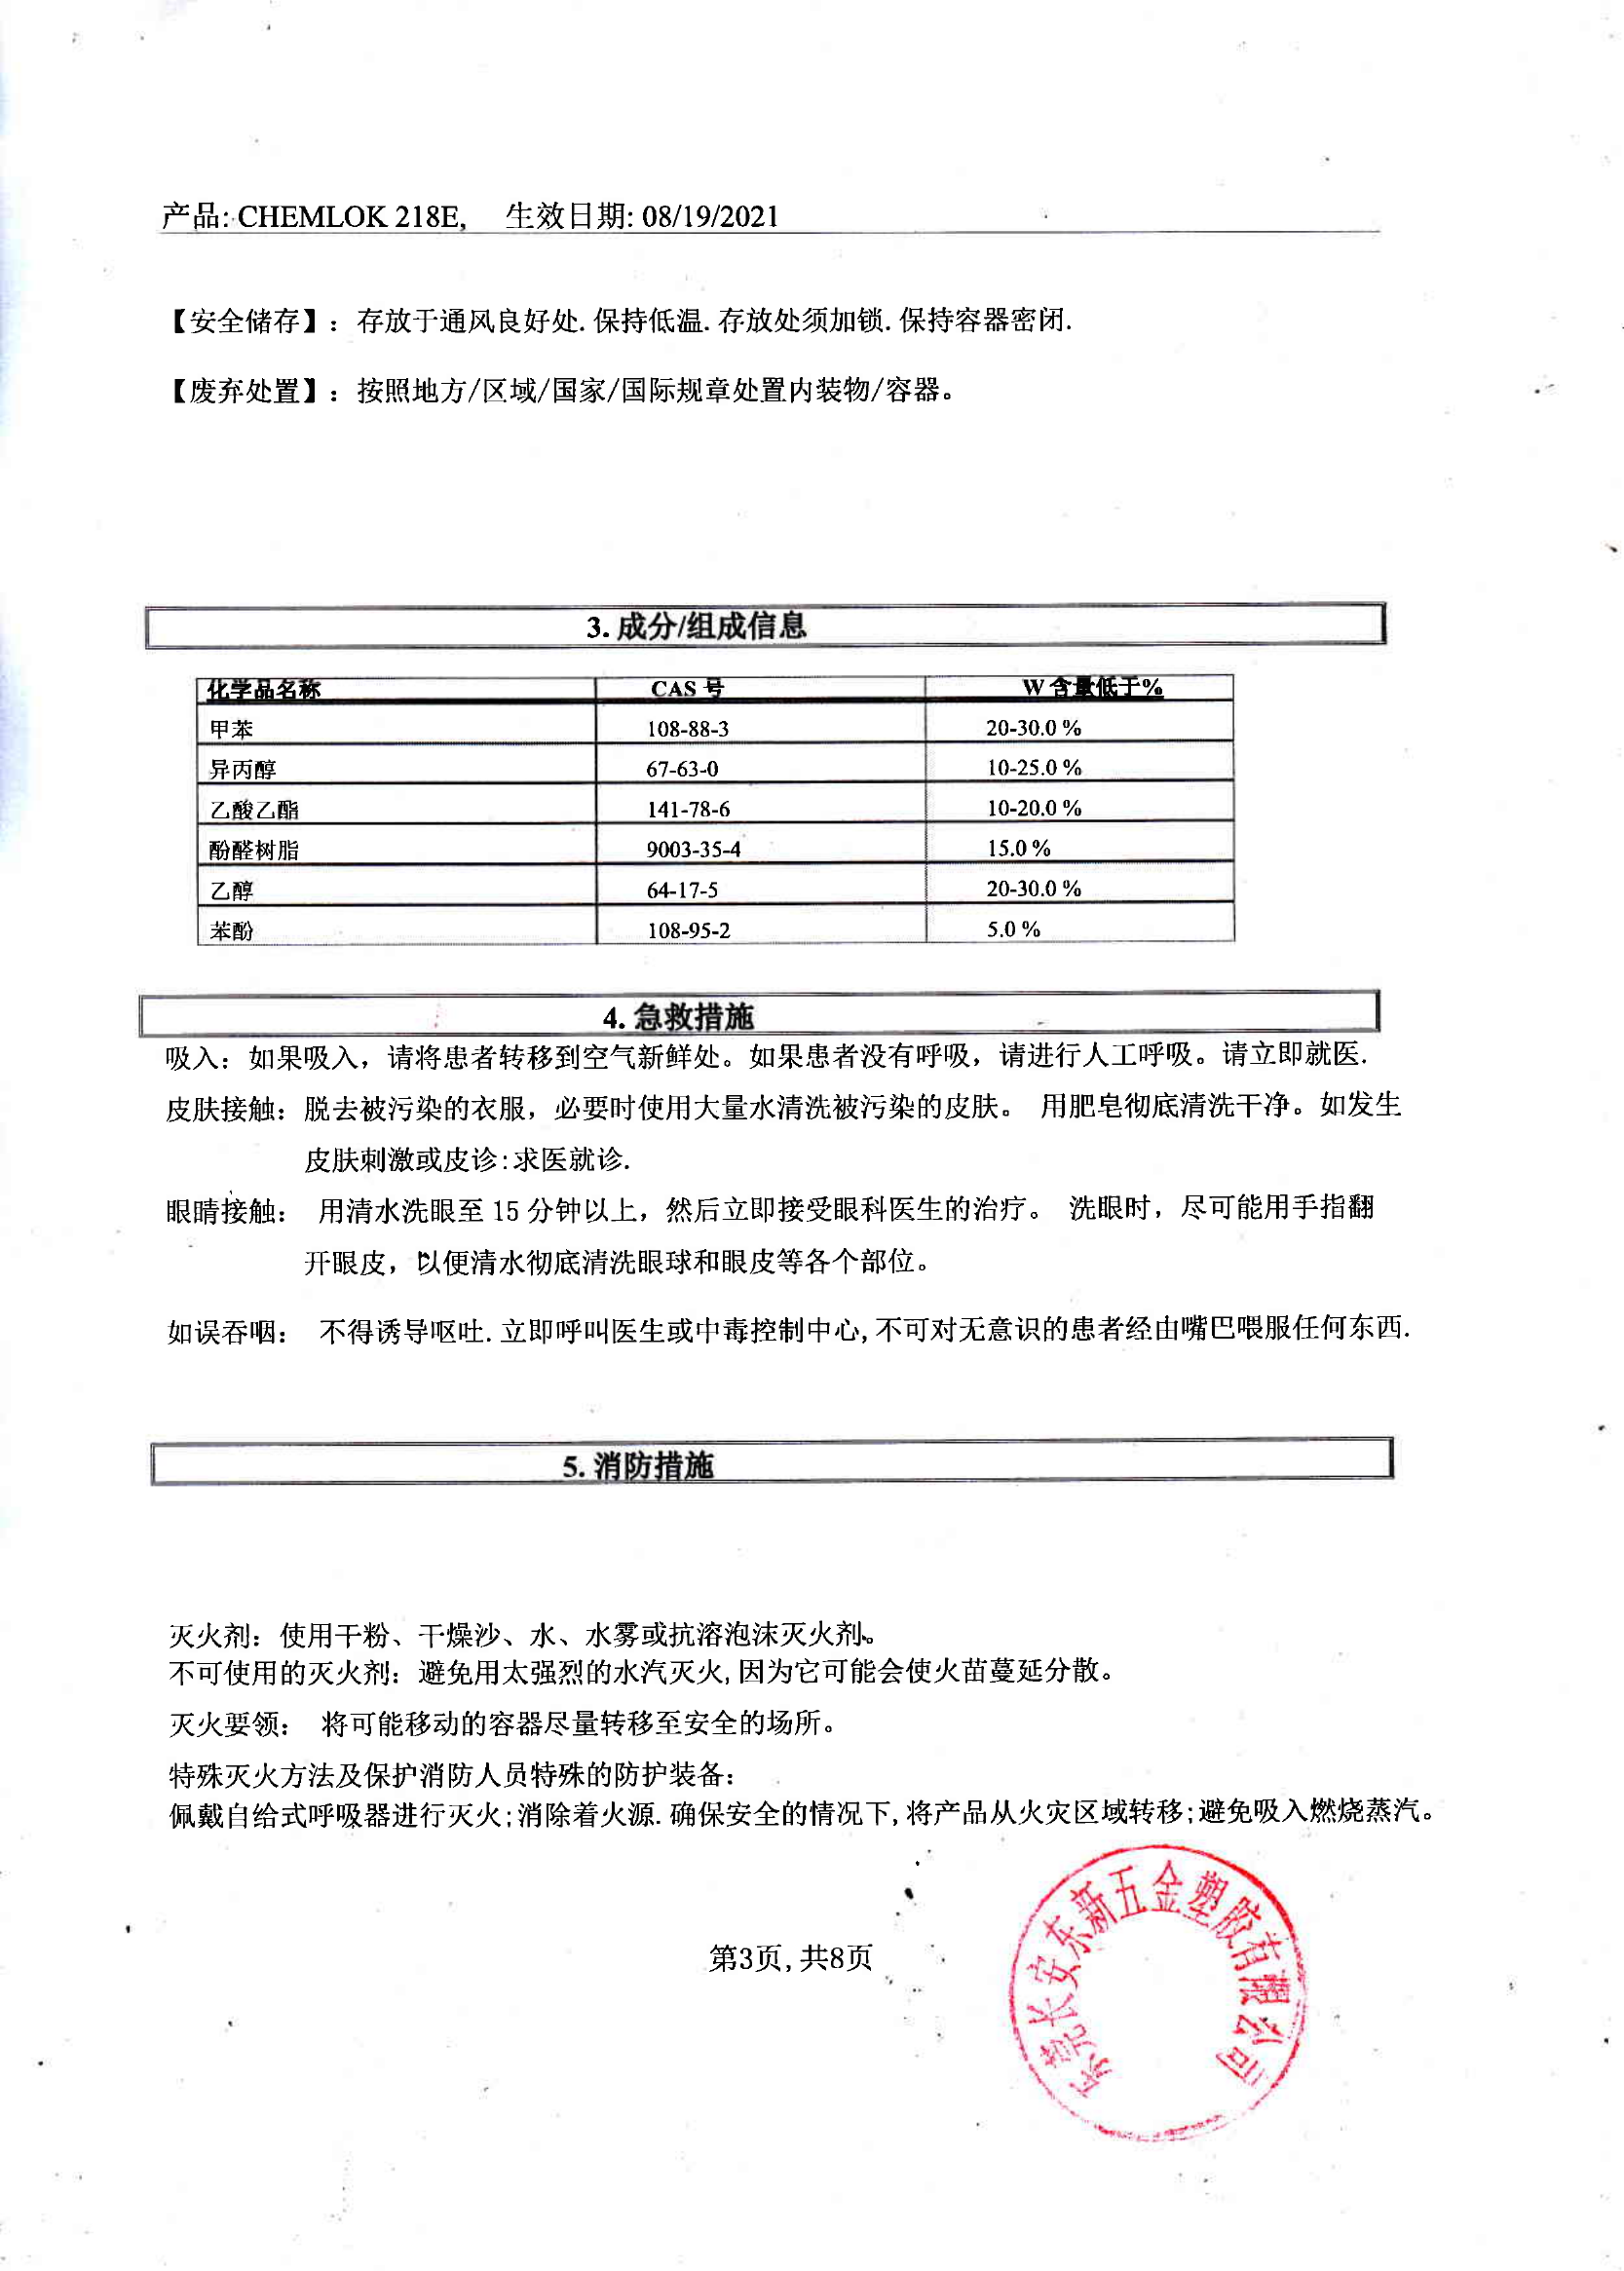 产品: CHEMLOK 218E, 生效日期: 08/19/2021
【安全储存】: 存放于通风良好处. 保持低温. 存放处须加锁. 保持容器密闭.
【废弃处置】: 按照地方/区域/国家/国际规章处置内装物/容器。
3. 成分/组成信息
化学品名称 CAS 号 W 含量低于%
甲苯 108-88-3 20-30.0 %
异丙醇 67-63-0 10-25.0 %
乙酸乙酯 141-78-6 10-20.0 %
酚醛树脂 9003-35-4 15.0 %
乙醇 64-17-5 20-30.0 %
苯酚 108-95-2 5.0 %
4. 急救措施
吸入: 如果吸入, 请将患者转移到空气新鲜处。如果患者没有呼吸, 请进行人工呼吸。请立即就医.
皮肤接触: 脱去被污染的衣服, 必要时使用大量水清洗被污染的皮肤。 用肥皂彻底清洗干净。如发生
皮肤刺激或皮诊:求医就诊.
眼睛接触: 用清水洗眼至 15 分钟以上, 然后立即接受眼科医生的治疗。 洗眼时, 尽可能用手指翻
开眼皮, 以便清水彻底清洗眼球和眼皮等各个部位。
如误吞咽: 不得诱导呕吐. 立即呼叫医生或中毒控制中心, 不可对无意识的患者经由嘴巴喂服任何东西.
5. 消防措施
灭火剂: 使用干粉、干燥沙、水、水雾或抗溶泡沫灭火剂。
不可使用的灭火剂: 避免用太强烈的水汽灭火, 因为它可能会使火苗蔓延分散。
灭火要领: 将可能移动的容器尽量转移至安全的场所。
特殊灭火方法及保护消防人员特殊的防护装备:
佩戴自给式呼吸器进行灭火;消除着火源. 确保安全的情况下, 将产品从火灾区域转移;避免吸入燃烧蒸汽。
东莞长安东新五金塑胶有限公司
第3页, 共8页